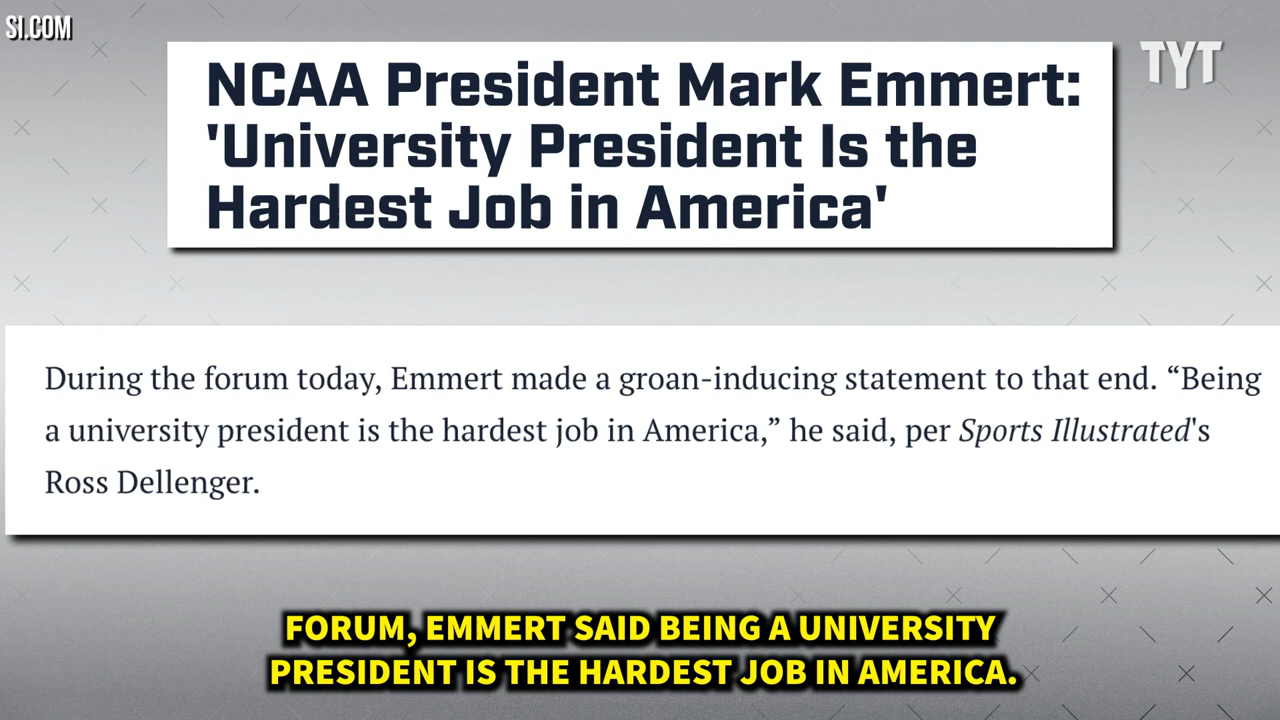 SI.COM
TYT
NCAA President Mark Emmert:
'University President Is the
Hardest Job in America'
During the forum today, Emmert made a groan-inducing statement to that end. “Being
a university president is the hardest job in America,” he said, per Sports Illustrated's
Ross Dellenger.
FORUM, EMMERT SAID BEING A UNIVERSITY
PRESIDENT IS THE HARDEST JOB IN AMERICA.